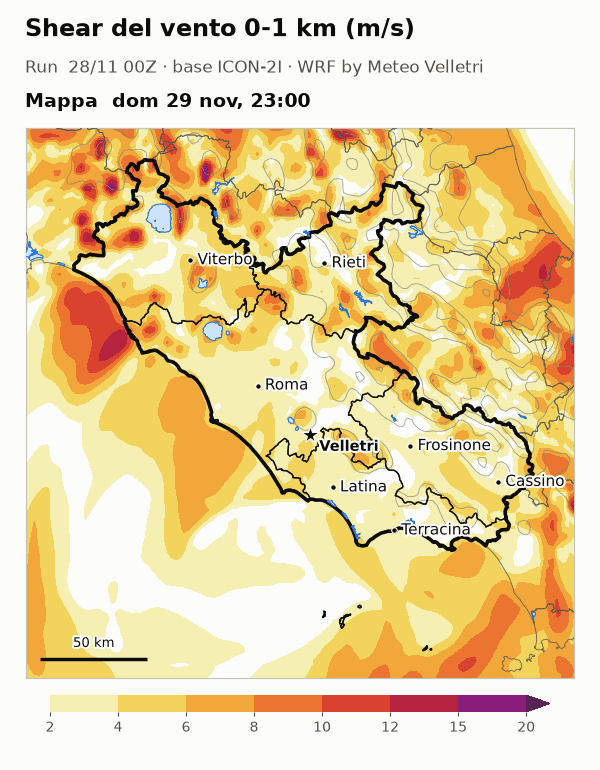 Shear del vento 0-1 km (m/s)
Run 28/11 00Z · base ICON-2I · WRF by Meteo Velletri
Mappa dom 29 nov, 23:00
Viterbo
Rieti
Roma
Velletri
Frosinone
Cassino
Latina
Terracina
50 km
2 4 6 8 10 12 15 20